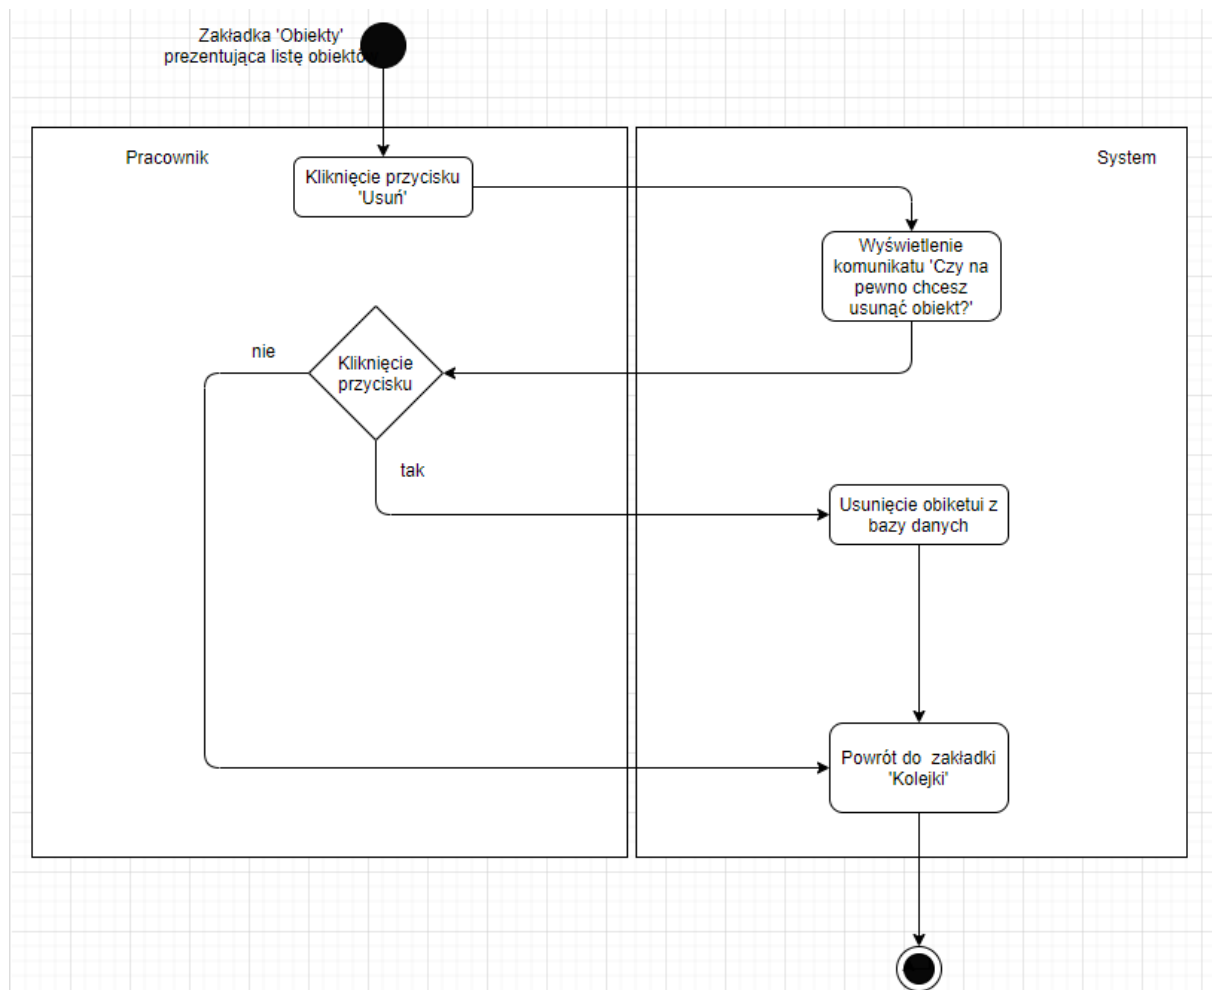 Zakładka 'Obiekty'
prezentująca listę obiektów
Pracownik
System
Kliknięcie przycisku
'Usuń'
Wyświetlenie
komunikatu 'Czy na
pewno chcesz
usunąć obiekt?'
nie
Kliknięcie
przycisku
tak
Usunięcie obiketui z
bazy danych
Powrót do  zakładki
'Kolejki'